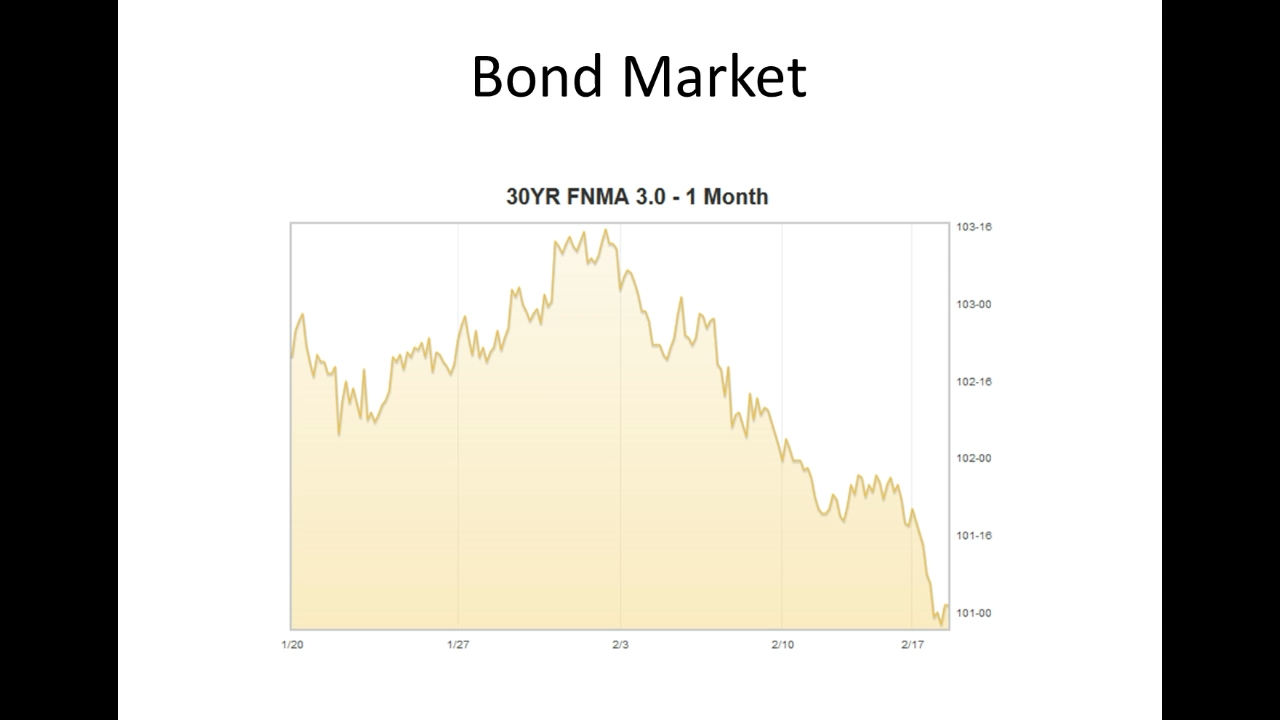 Bond Market
30YR FNMA 3.0 - 1 Month
103-16
103-00
102-16
102-00
101-16
101-00
1/20 1/27 2/3 2/10 2/17